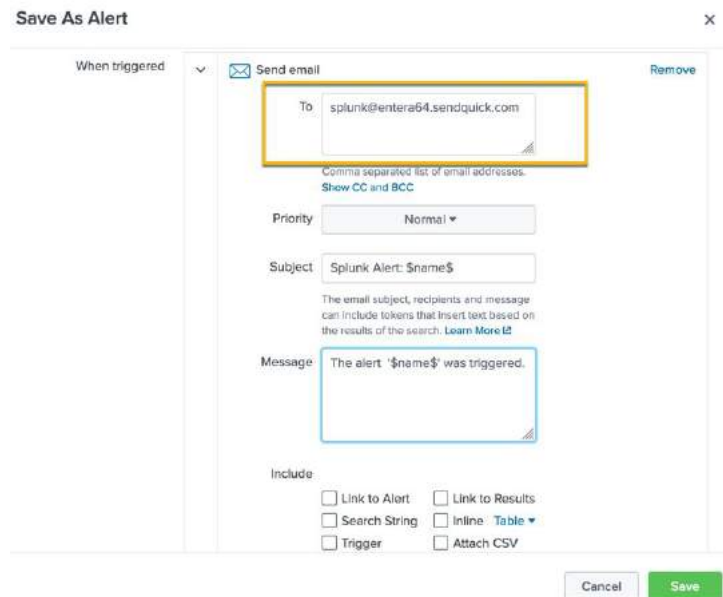 Save As Alert
When triggered
Send email
Remove
To
splunk@entera64.sendquick.com
Comma separated list of email addresses.
Show CC and BCC
Priority
Normal
Subject
Splunk Alert: $name$
The email subject, recipients and message
can include tokens that insert text based on
the results of the search. Learn More
Message
The alert '$name$' was triggered.
Include
Link to Alert
Link to Results
Search String
Inline Table
Trigger
Attach CSV
Cancel
Save